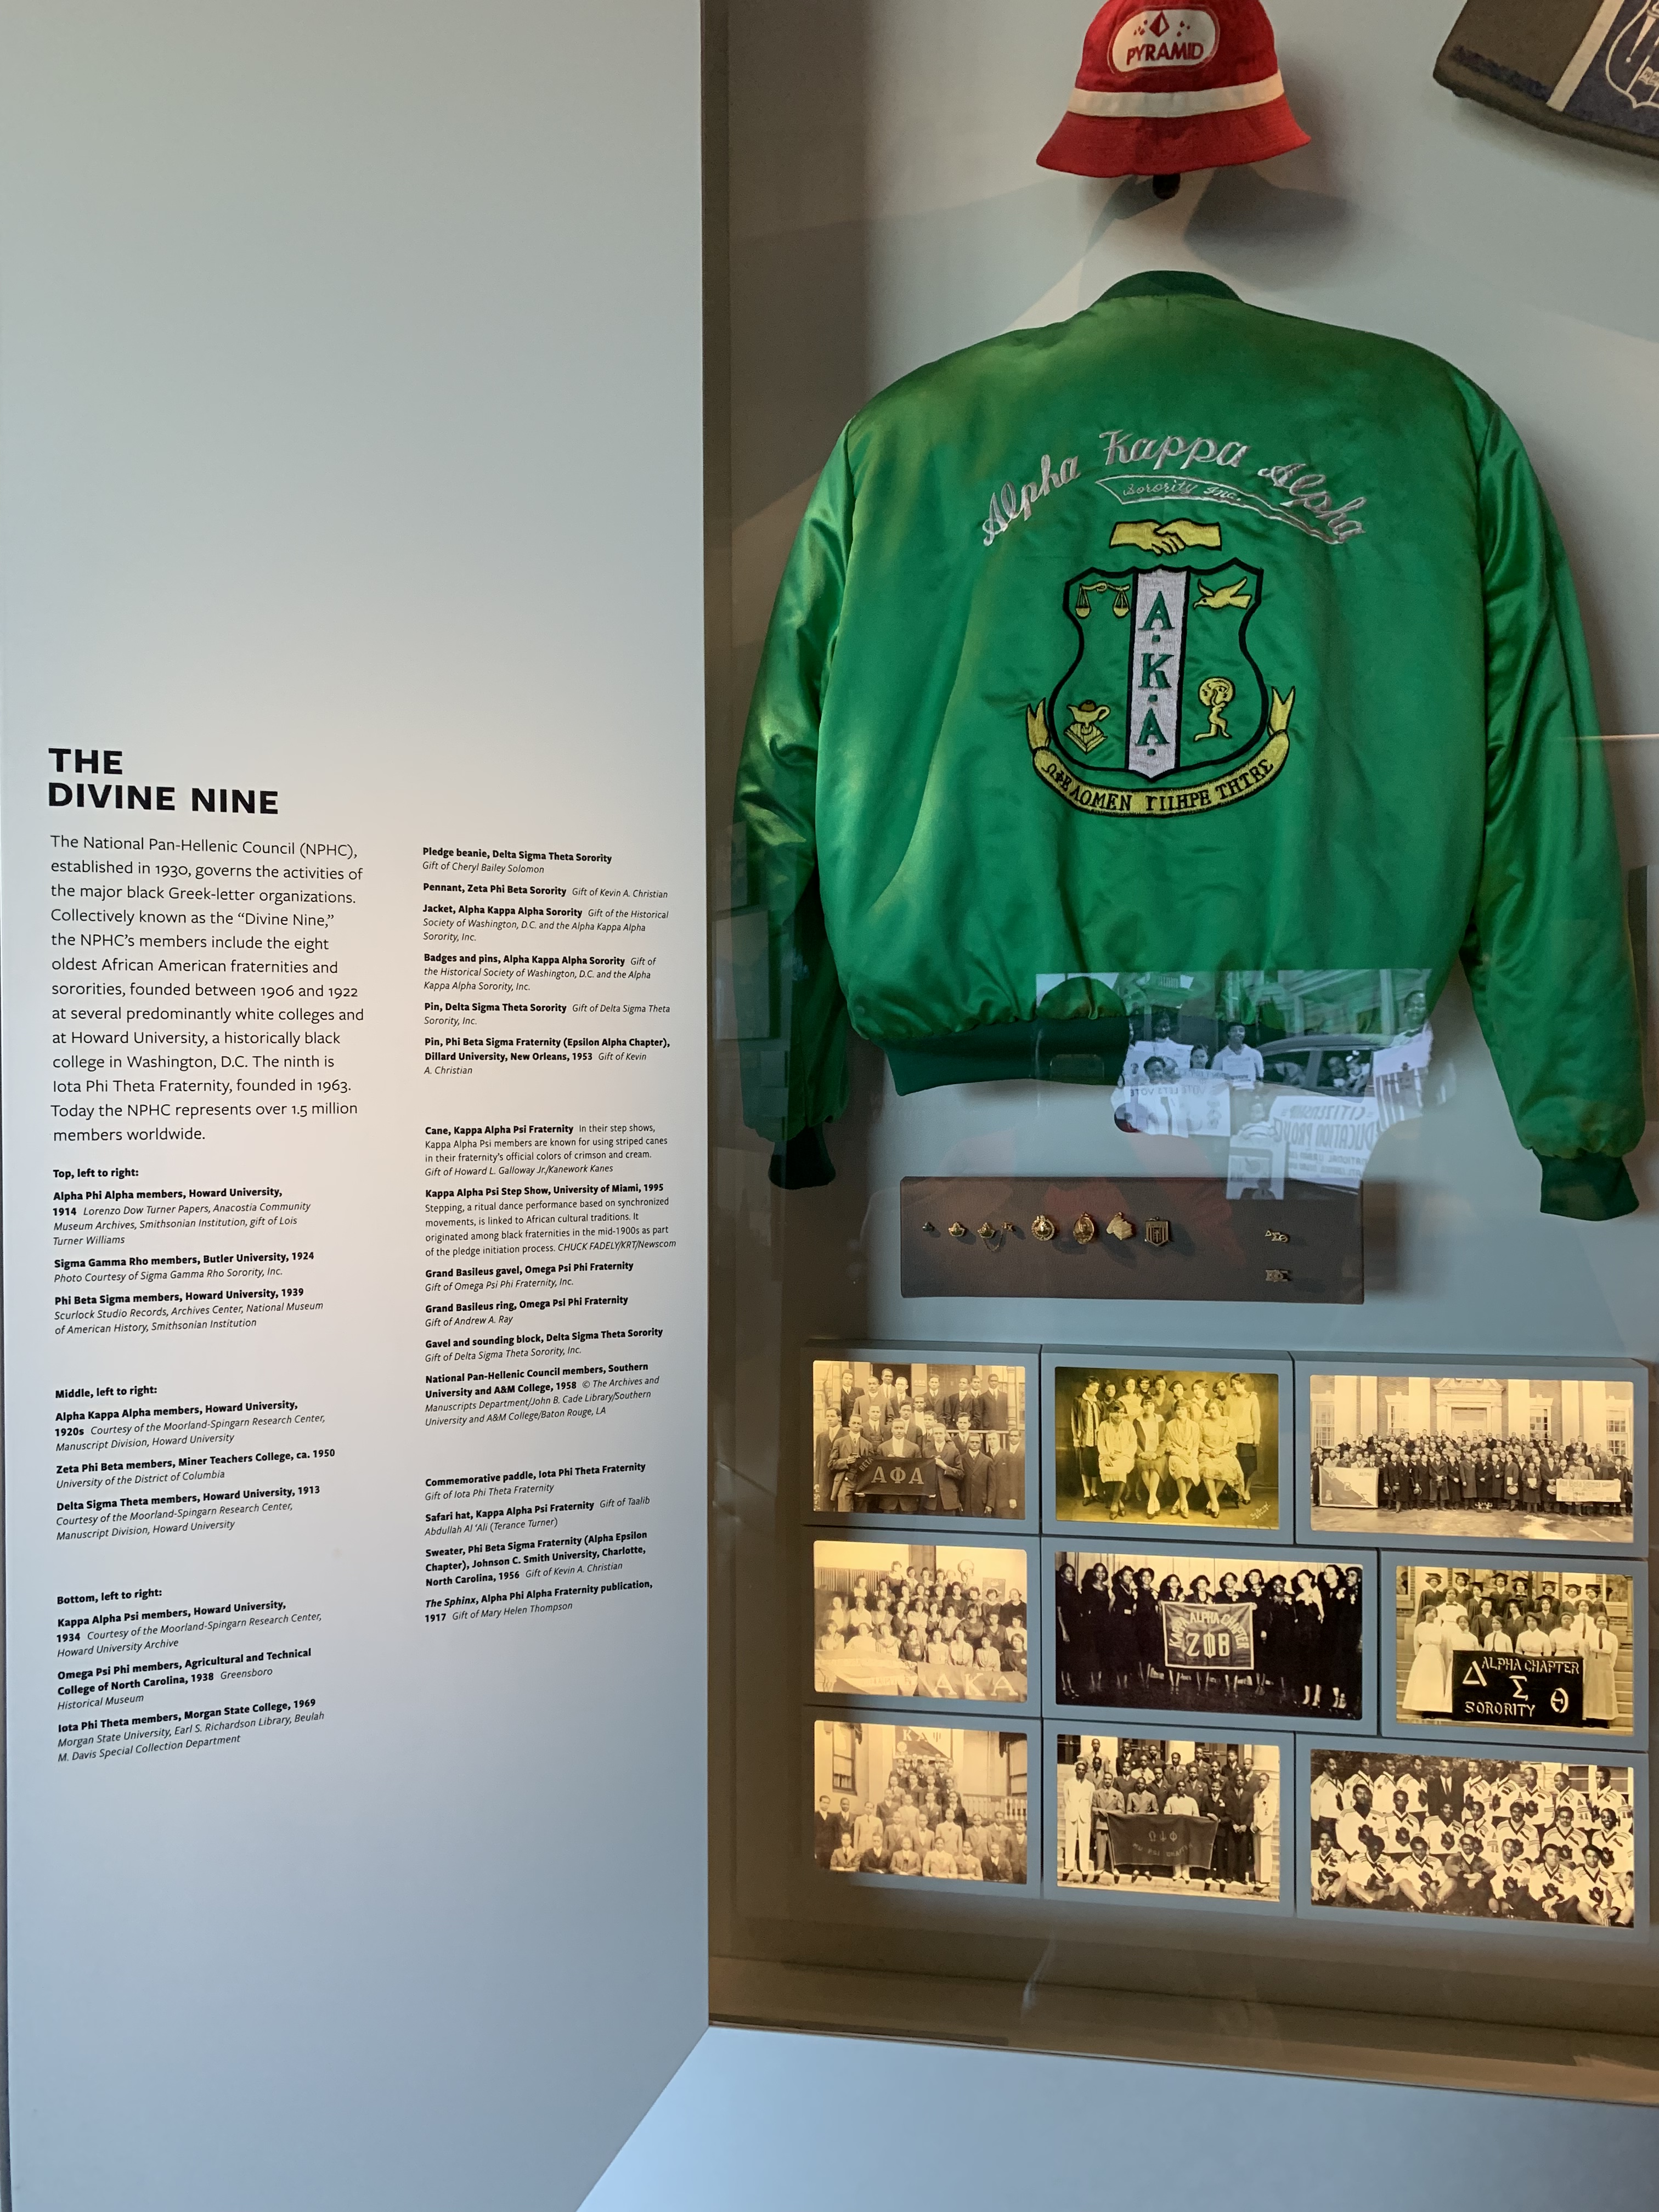 THE
DIVINE NINE
The National Pan-Hellenic Council (NPHC),
established in 1930, governs the activities of
the major black Greek-letter organizations.
Collectively known as the “Divine Nine,”
the NPHC’s members include the eight
oldest African American fraternities and
sororities, founded between 1906 and 1922
at several predominantly white colleges and
at Howard University, a historically black
college in Washington, D.C. The ninth is
Iota Phi Theta Fraternity, founded in 1963.
Today the NPHC represents over 1.5 million
members worldwide.
Top, left to right:
Alpha Phi Alpha members, Howard University,
1914 Lorenzo Dow Turner Papers, Anacostia Community
Museum Archives, Smithsonian Institution, gift of Lois
Turner Williams
Sigma Gamma Rho members, Butler University, 1924
Photo Courtesy of Sigma Gamma Rho Sorority, Inc.
Phi Beta Sigma members, Howard University, 1939
Scurlock Studio Records, Archives Center, National Museum
of American History, Smithsonian Institution
Middle, left to right:
Alpha Kappa Alpha members, Howard University,
1920s Courtesy of the Moorland-Spingarn Research Center,
Manuscript Division, Howard University
Zeta Phi Beta members, Miner Teachers College, ca. 1950
University of the District of Columbia
Delta Sigma Theta members, Howard University, 1913
Courtesy of the Moorland-Spingarn Research Center,
Manuscript Division, Howard University
Bottom, left to right:
Kappa Alpha Psi members, Howard University,
1934 Courtesy of the Moorland-Spingarn Research Center,
Howard University Archive
Omega Psi Phi members, Agricultural and Technical
College of North Carolina, 1938 Greensboro
Historical Museum
Iota Phi Theta members, Morgan State College, 1969
Morgan State University, Earl S. Richardson Library, Beulah
M. Davis Special Collection Department
Pledge beanie, Delta Sigma Theta Sorority
Gift of Cheryl Bailey Solomon
Pennant, Zeta Phi Beta Sorority Gift of Kevin A. Christian
Jacket, Alpha Kappa Alpha Sorority Gift of the Historical
Society of Washington, D.C. and the Alpha Kappa Alpha
Sorority, Inc.
Badges and pins, Alpha Kappa Alpha Sorority Gift of
the Historical Society of Washington, D.C. and the Alpha
Kappa Alpha Sorority, Inc.
Pin, Delta Sigma Theta Sorority Gift of Delta Sigma Theta
Sorority, Inc.
Pin, Phi Beta Sigma Fraternity (Epsilon Alpha Chapter),
Dillard University, New Orleans, 1953 Gift of Kevin
A. Christian
Cane, Kappa Alpha Psi Fraternity In their step shows,
Kappa Alpha Psi members are known for using striped canes
in their fraternity’s official colors of crimson and cream.
Gift of Howard L. Galloway Jr./Kanework Kanes
Kappa Alpha Psi Step Show, University of Miami, 1995
Stepping, a ritual dance performance based on synchronized
movements, is linked to African cultural traditions. It
originated among black fraternities in the mid-1900s as part
of the pledge initiation process. CHUCK FADELY/KRT/Newscom
Grand Basileus gavel, Omega Psi Phi Fraternity
Gift of Omega Psi Phi Fraternity, Inc.
Grand Basileus ring, Omega Psi Phi Fraternity
Gift of Andrew A. Ray
Gavel and sounding block, Delta Sigma Theta Sorority
Gift of Delta Sigma Theta Sorority, Inc.
National Pan-Hellenic Council members, Southern
University and A&M College, 1958 © The Archives and
Manuscripts Department/John B. Cade Library/Southern
University and A&M College/Baton Rouge, LA
Commemorative paddle, Iota Phi Theta Fraternity
Gift of Iota Phi Theta Fraternity
Safari hat, Kappa Alpha Psi Fraternity Gift of Taalib
Abdullah Al ’Ali (Terance Turner)
Sweater, Phi Beta Sigma Fraternity (Alpha Epsilon
Chapter), Johnson C. Smith University, Charlotte,
North Carolina, 1956 Gift of Kevin A. Christian
The Sphinx, Alpha Phi Alpha Fraternity publication,
1917 Gift of Mary Helen Thompson
PYRAMID
Alpha Kappa Alpha
Sorority Inc.
A·K·A·
ΑΦΑ
KAPPA ALPHA CHAPTER
ΖΦΒ
AKA
ALPHA CHAPTER
Δ Σ Θ
SORORITY
ΩΨΦ